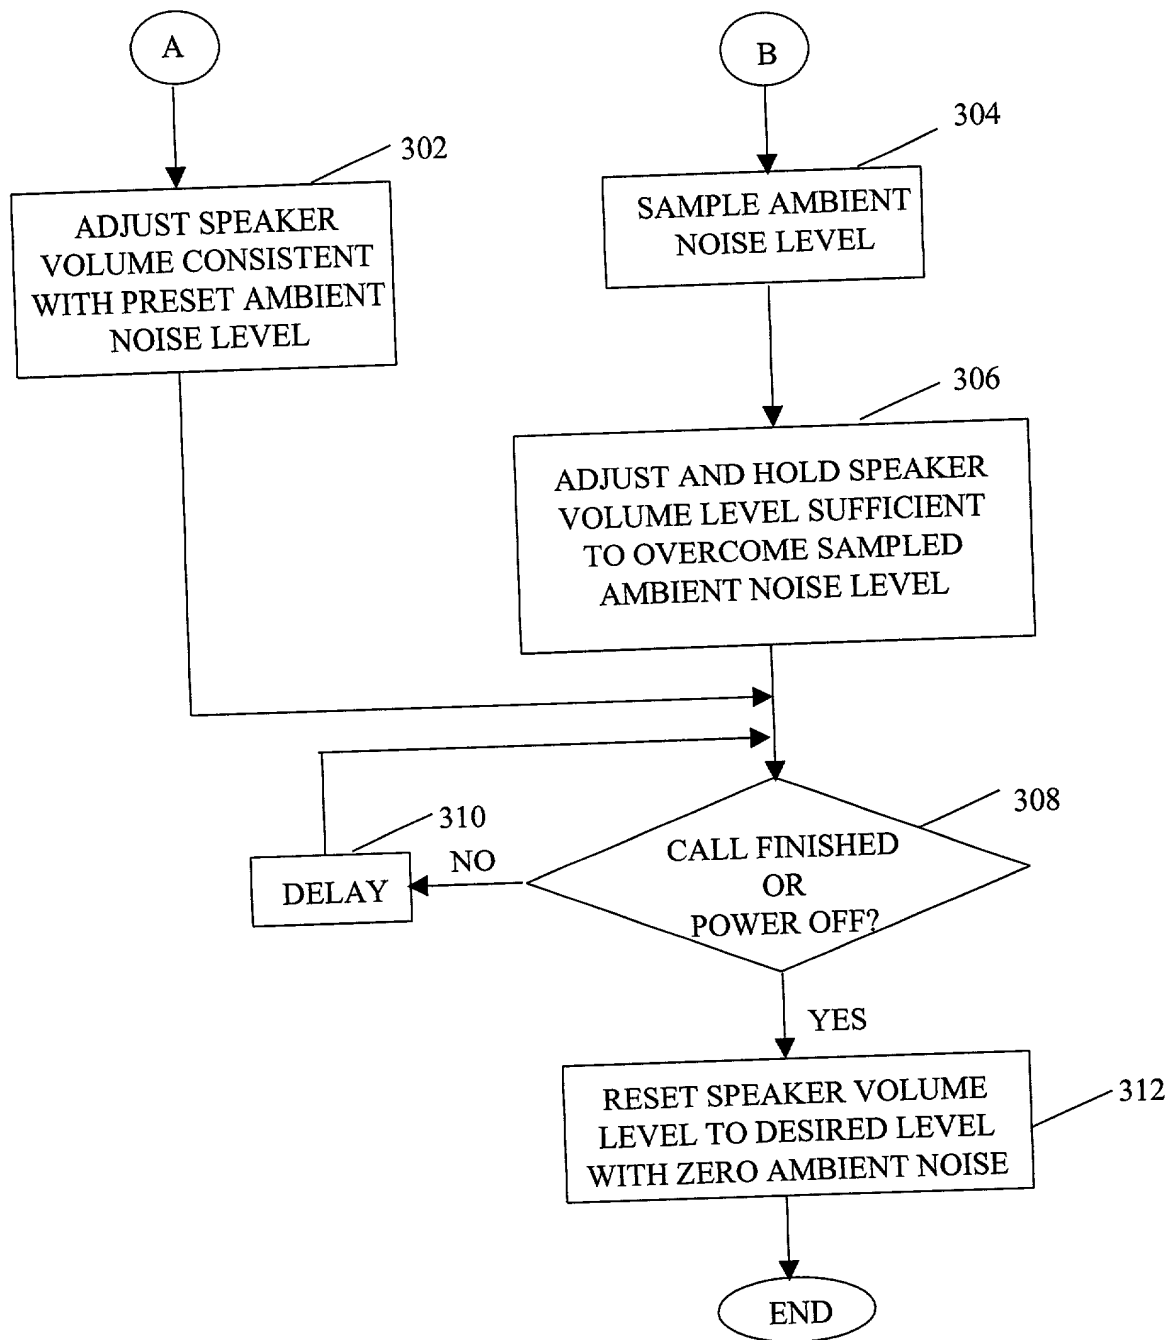 A
B
302
304
ADJUST SPEAKER
VOLUME CONSISTENT
WITH PRESET AMBIENT
NOISE LEVEL
SAMPLE AMBIENT
NOISE LEVEL
306
ADJUST AND HOLD SPEAKER
VOLUME LEVEL SUFFICIENT
TO OVERCOME SAMPLED
AMBIENT NOISE LEVEL
308
310
CALL FINISHED
OR
POWER OFF?
NO
DELAY
YES
RESET SPEAKER VOLUME
LEVEL TO DESIRED LEVEL
WITH ZERO AMBIENT NOISE
312
END